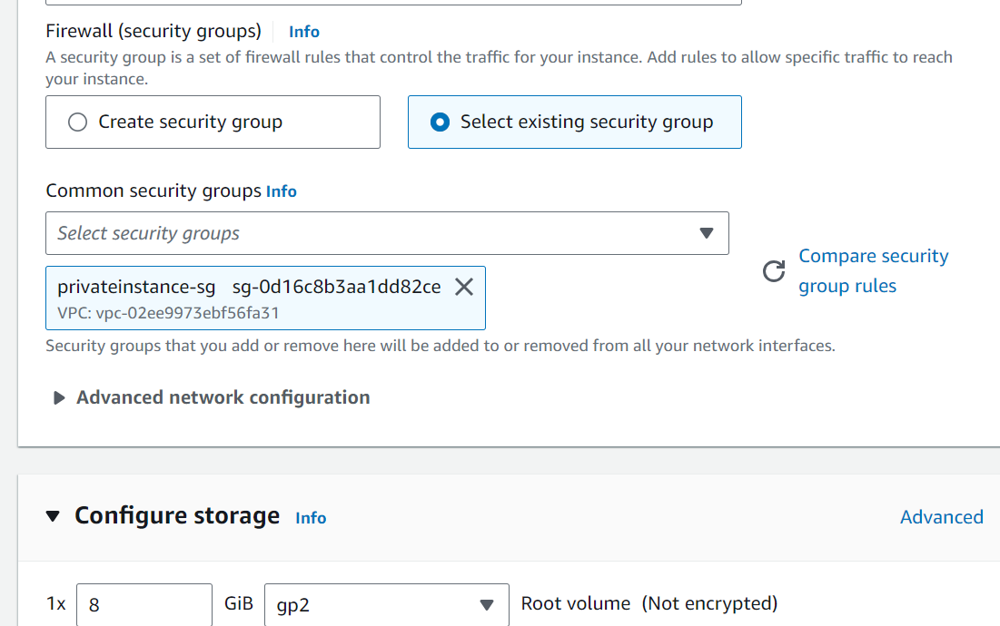 Firewall (security groups) Info
A security group is a set of firewall rules that control the traffic for your instance. Add rules to allow specific traffic to reach
your instance.
Create security group
Select existing security group
Common security groups Info
Select security groups
Compare security
group rules
privateinstance-sg sg-0d16c8b3aa1dd82ce
VPC: vpc-02ee9973ebf56fa31
Security groups that you add or remove here will be added to or removed from all your network interfaces.
Advanced network configuration
Configure storage Info
Advanced
1x 8 GiB gp2 Root volume (Not encrypted)